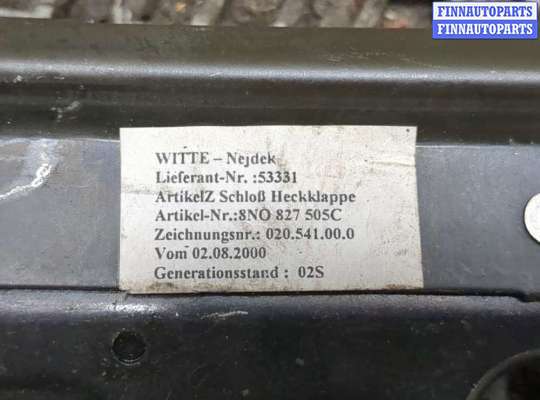 FINNAUTOPARTS
FINNAUTOPARTS
FINNAUTOPARTS
WITTE – Nejdek
Lieferant-Nr. :53331
ArtikelZ Schloß Heckklappe
Artikel-Nr.:8NO 827 505C
Zeichnungsnr.: 020.541.00.0
Vom 02.08.2000
Generationsstand : 02S